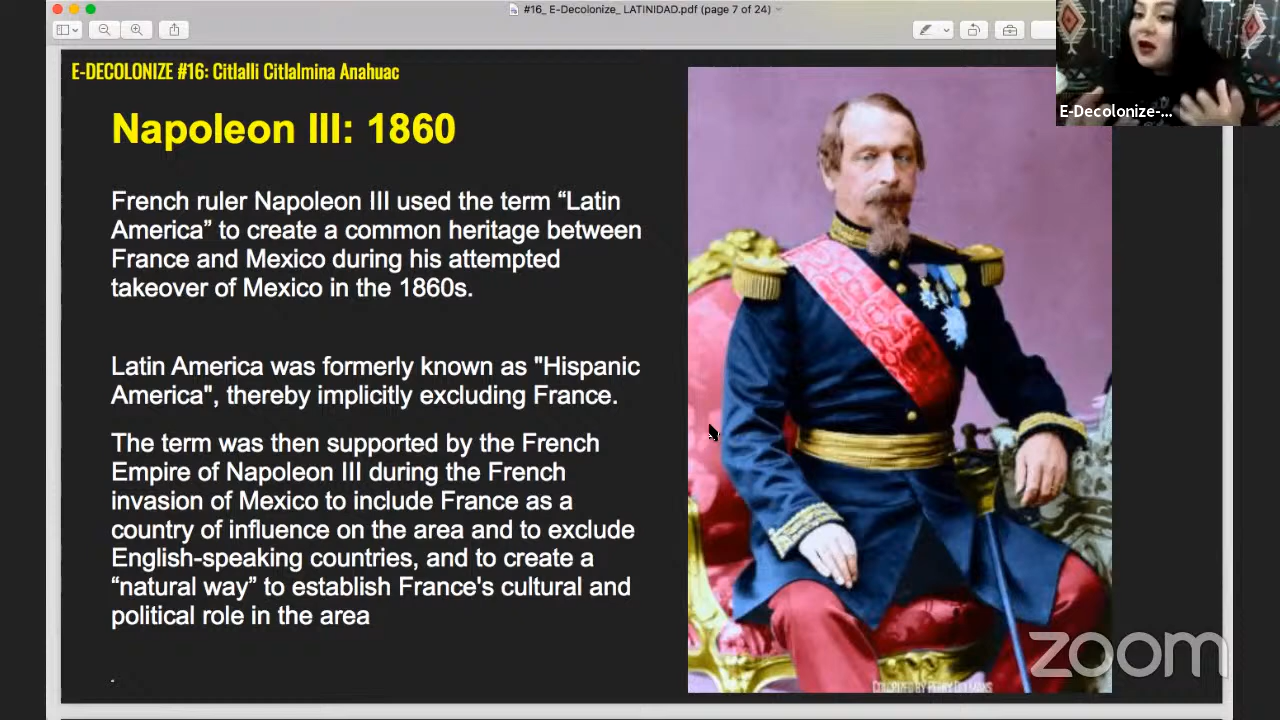 #16_ E-Decolonize_ LATINIDAD.pdf (page 7 of 24)
E-DECOLONIZE #16: Citlalli Citlalmina Anahuac
E-Decolonize-...
Napoleon III: 1860
French ruler Napoleon III used the term “Latin
America” to create a common heritage between
France and Mexico during his attempted
takeover of Mexico in the 1860s.
Latin America was formerly known as "Hispanic
America", thereby implicitly excluding France.
The term was then supported by the French
Empire of Napoleon III during the French
invasion of Mexico to include France as a
country of influence on the area and to exclude
English-speaking countries, and to create a
“natural way” to establish France's cultural and
political role in the area
.
zoom
COLORIZED BY